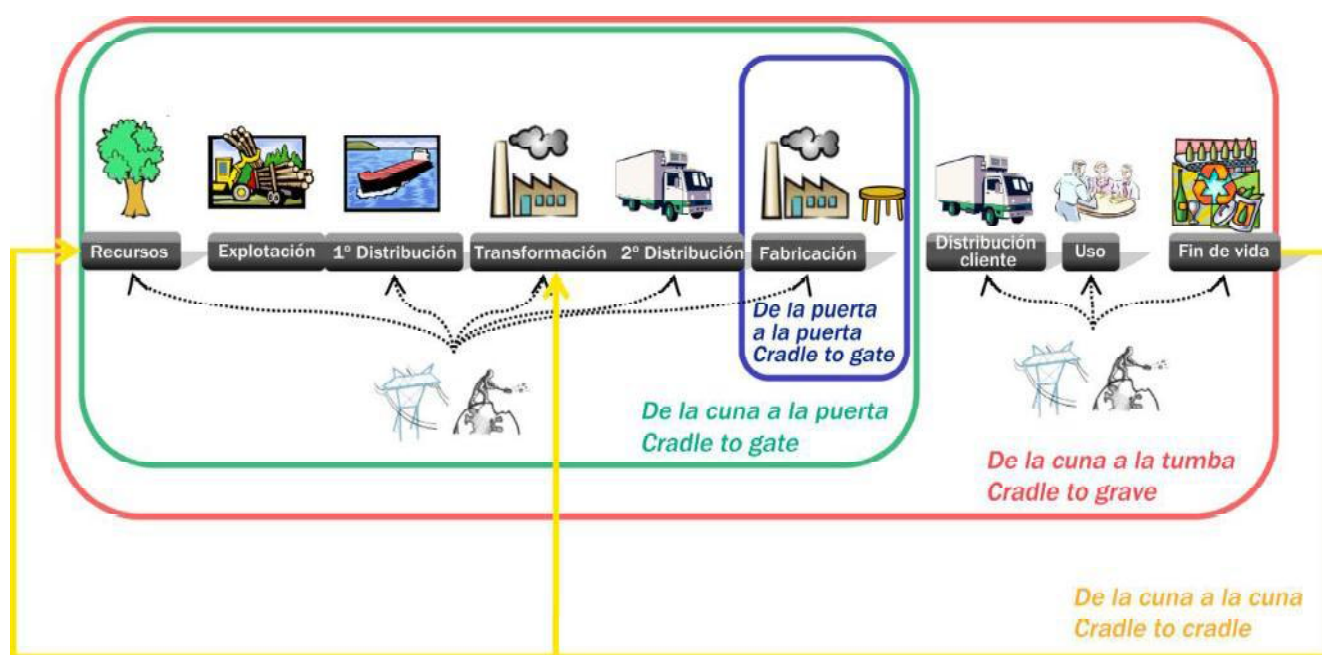 Recursos
Explotación
1º Distribución
Transformación
2º Distribución
Fabricación
Distribución
cliente
Uso
Fin de vida
De la puerta
a la puerta
Cradle to gate
De la cuna a la puerta
Cradle to gate
De la cuna a la tumba
Cradle to grave
De la cuna a la cuna
Cradle to cradle